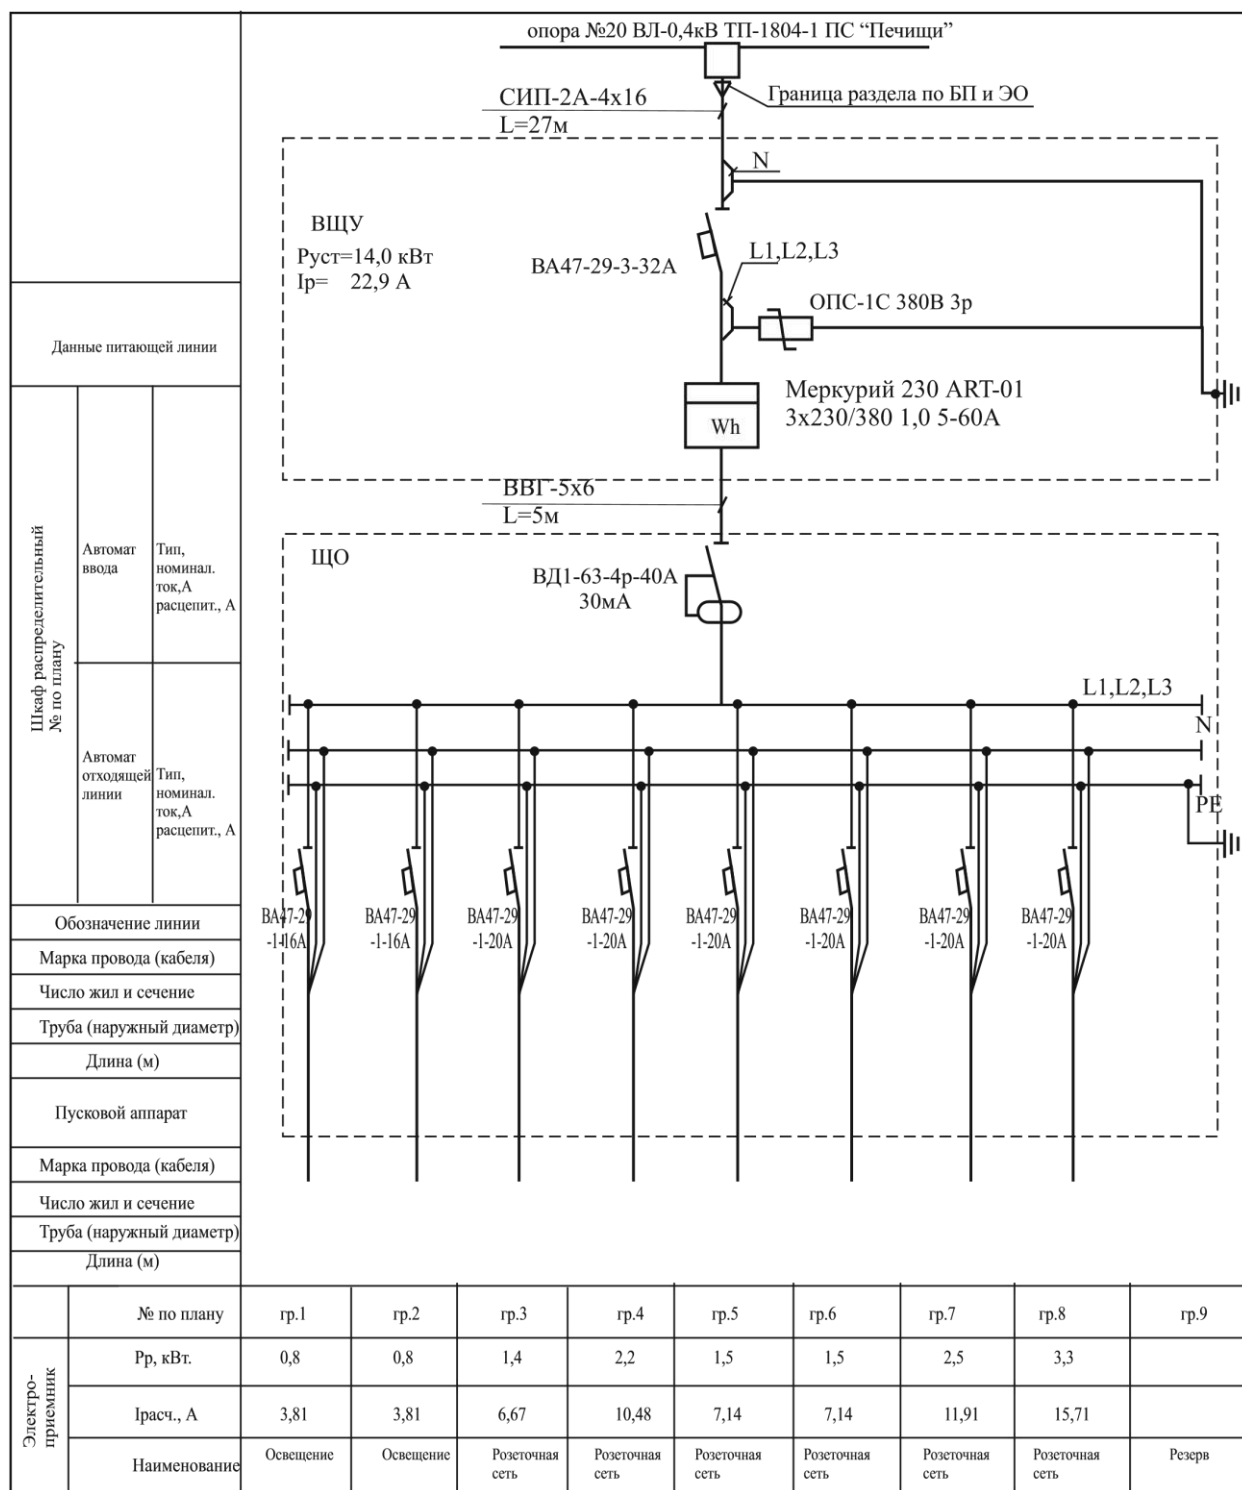 опора №20 ВЛ-0,4кВ ТП-1804-1 ПС “Печищи”
Граница раздела по БП и ЭО
СИП-2А-4х16
L=27м
N
ВЩУ
Руст=14,0 кВт
Iр= 22,9 А
ВА47-29-3-32А
L1,L2,L3
ОПС-1С 380В 3р
Меркурий 230 ART-01
3х230/380 1,0 5-60А
Wh
ВВГ-5х6
L=5м
ЩО
ВД1-63-4р-40А
30мА
L1,L2,L3
N
PE
ВА47-29
-1-16А
ВА47-29
-1-16А
ВА47-29
-1-20А
ВА47-29
-1-20А
ВА47-29
-1-20А
ВА47-29
-1-20А
ВА47-29
-1-20А
ВА47-29
-1-20А
Данные питающей линии
Шкаф распределительный
№ по плану
Автомат
ввода
Тип,
номинал.
ток,А
расцепит., А
Автомат
отходящей
линии
Тип,
номинал.
ток,А
расцепит., А
Обозначение линии
Марка провода (кабеля)
Число жил и сечение
Труба (наружный диаметр)
Длина (м)
Пусковой аппарат
Марка провода (кабеля)
Число жил и сечение
Труба (наружный диаметр)
Длина (м)
Электро-
приемник
№ по плану гр.1 гр.2 гр.3 гр.4 гр.5 гр.6 гр.7 гр.8 гр.9
Рр, кВт. 0,8 0,8 1,4 2,2 1,5 1,5 2,5 3,3
Iрасч., А 3,81 3,81 6,67 10,48 7,14 7,14 11,91 15,71
Наименование Освещение Освещение Розеточная сеть Розеточная сеть Розеточная сеть Розеточная сеть Розеточная сеть Розеточная сеть Резерв